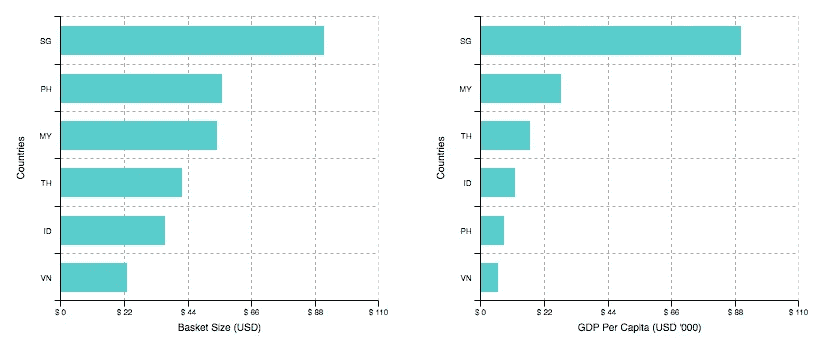 Countries
SG
PH
MY
TH
ID
VN
$ 0
$ 22
$ 44
$ 66
$ 88
$ 110
Basket Size (USD)
Countries
SG
MY
TH
ID
PH
VN
$ 0
$ 22
$ 44
$ 66
$ 88
$ 110
GDP Per Capita (USD '000)